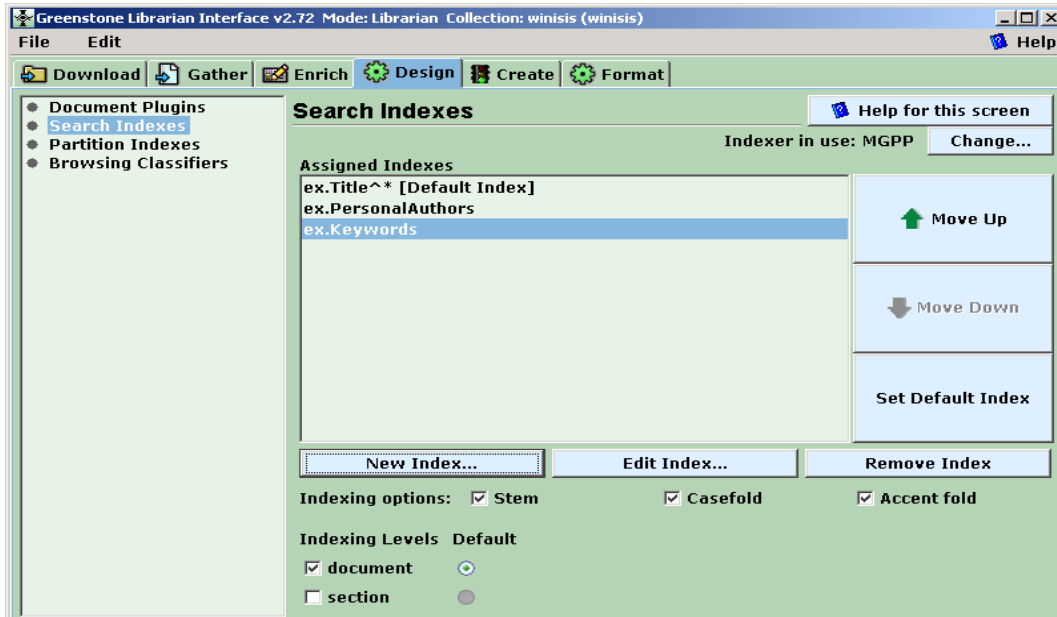 Greenstone Librarian Interface v2.72 Mode: Librarian Collection: winisis (winisis)
File Edit Help
Download Gather Enrich Design Create Format
Document Plugins
Search Indexes
Partition Indexes
Browsing Classifiers
Search Indexes
Help for this screen
Indexer in use: MGPP Change...
Assigned Indexes
ex.Title^* [Default Index]
ex.PersonalAuthors
ex.Keywords
Move Up
Move Down
Set Default Index
New Index... Edit Index... Remove Index
Indexing options: Stem Casefold Accent fold
Indexing Levels Default
document
section